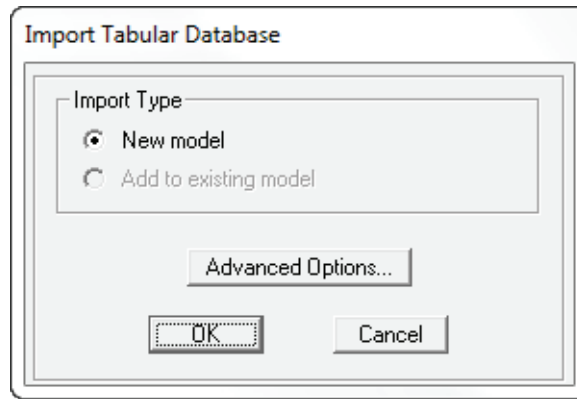 Import Tabular Database
Import Type
New model
Add to existing model
Advanced Options...
OK
Cancel